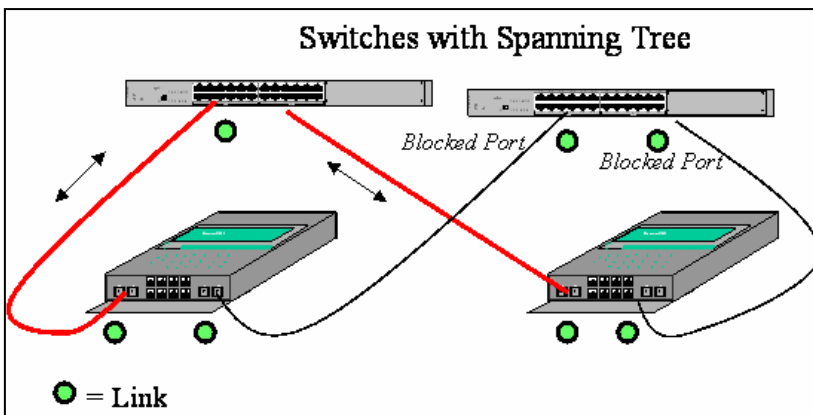 Switches with Spanning Tree
Blocked Port
Blocked Port
= Link